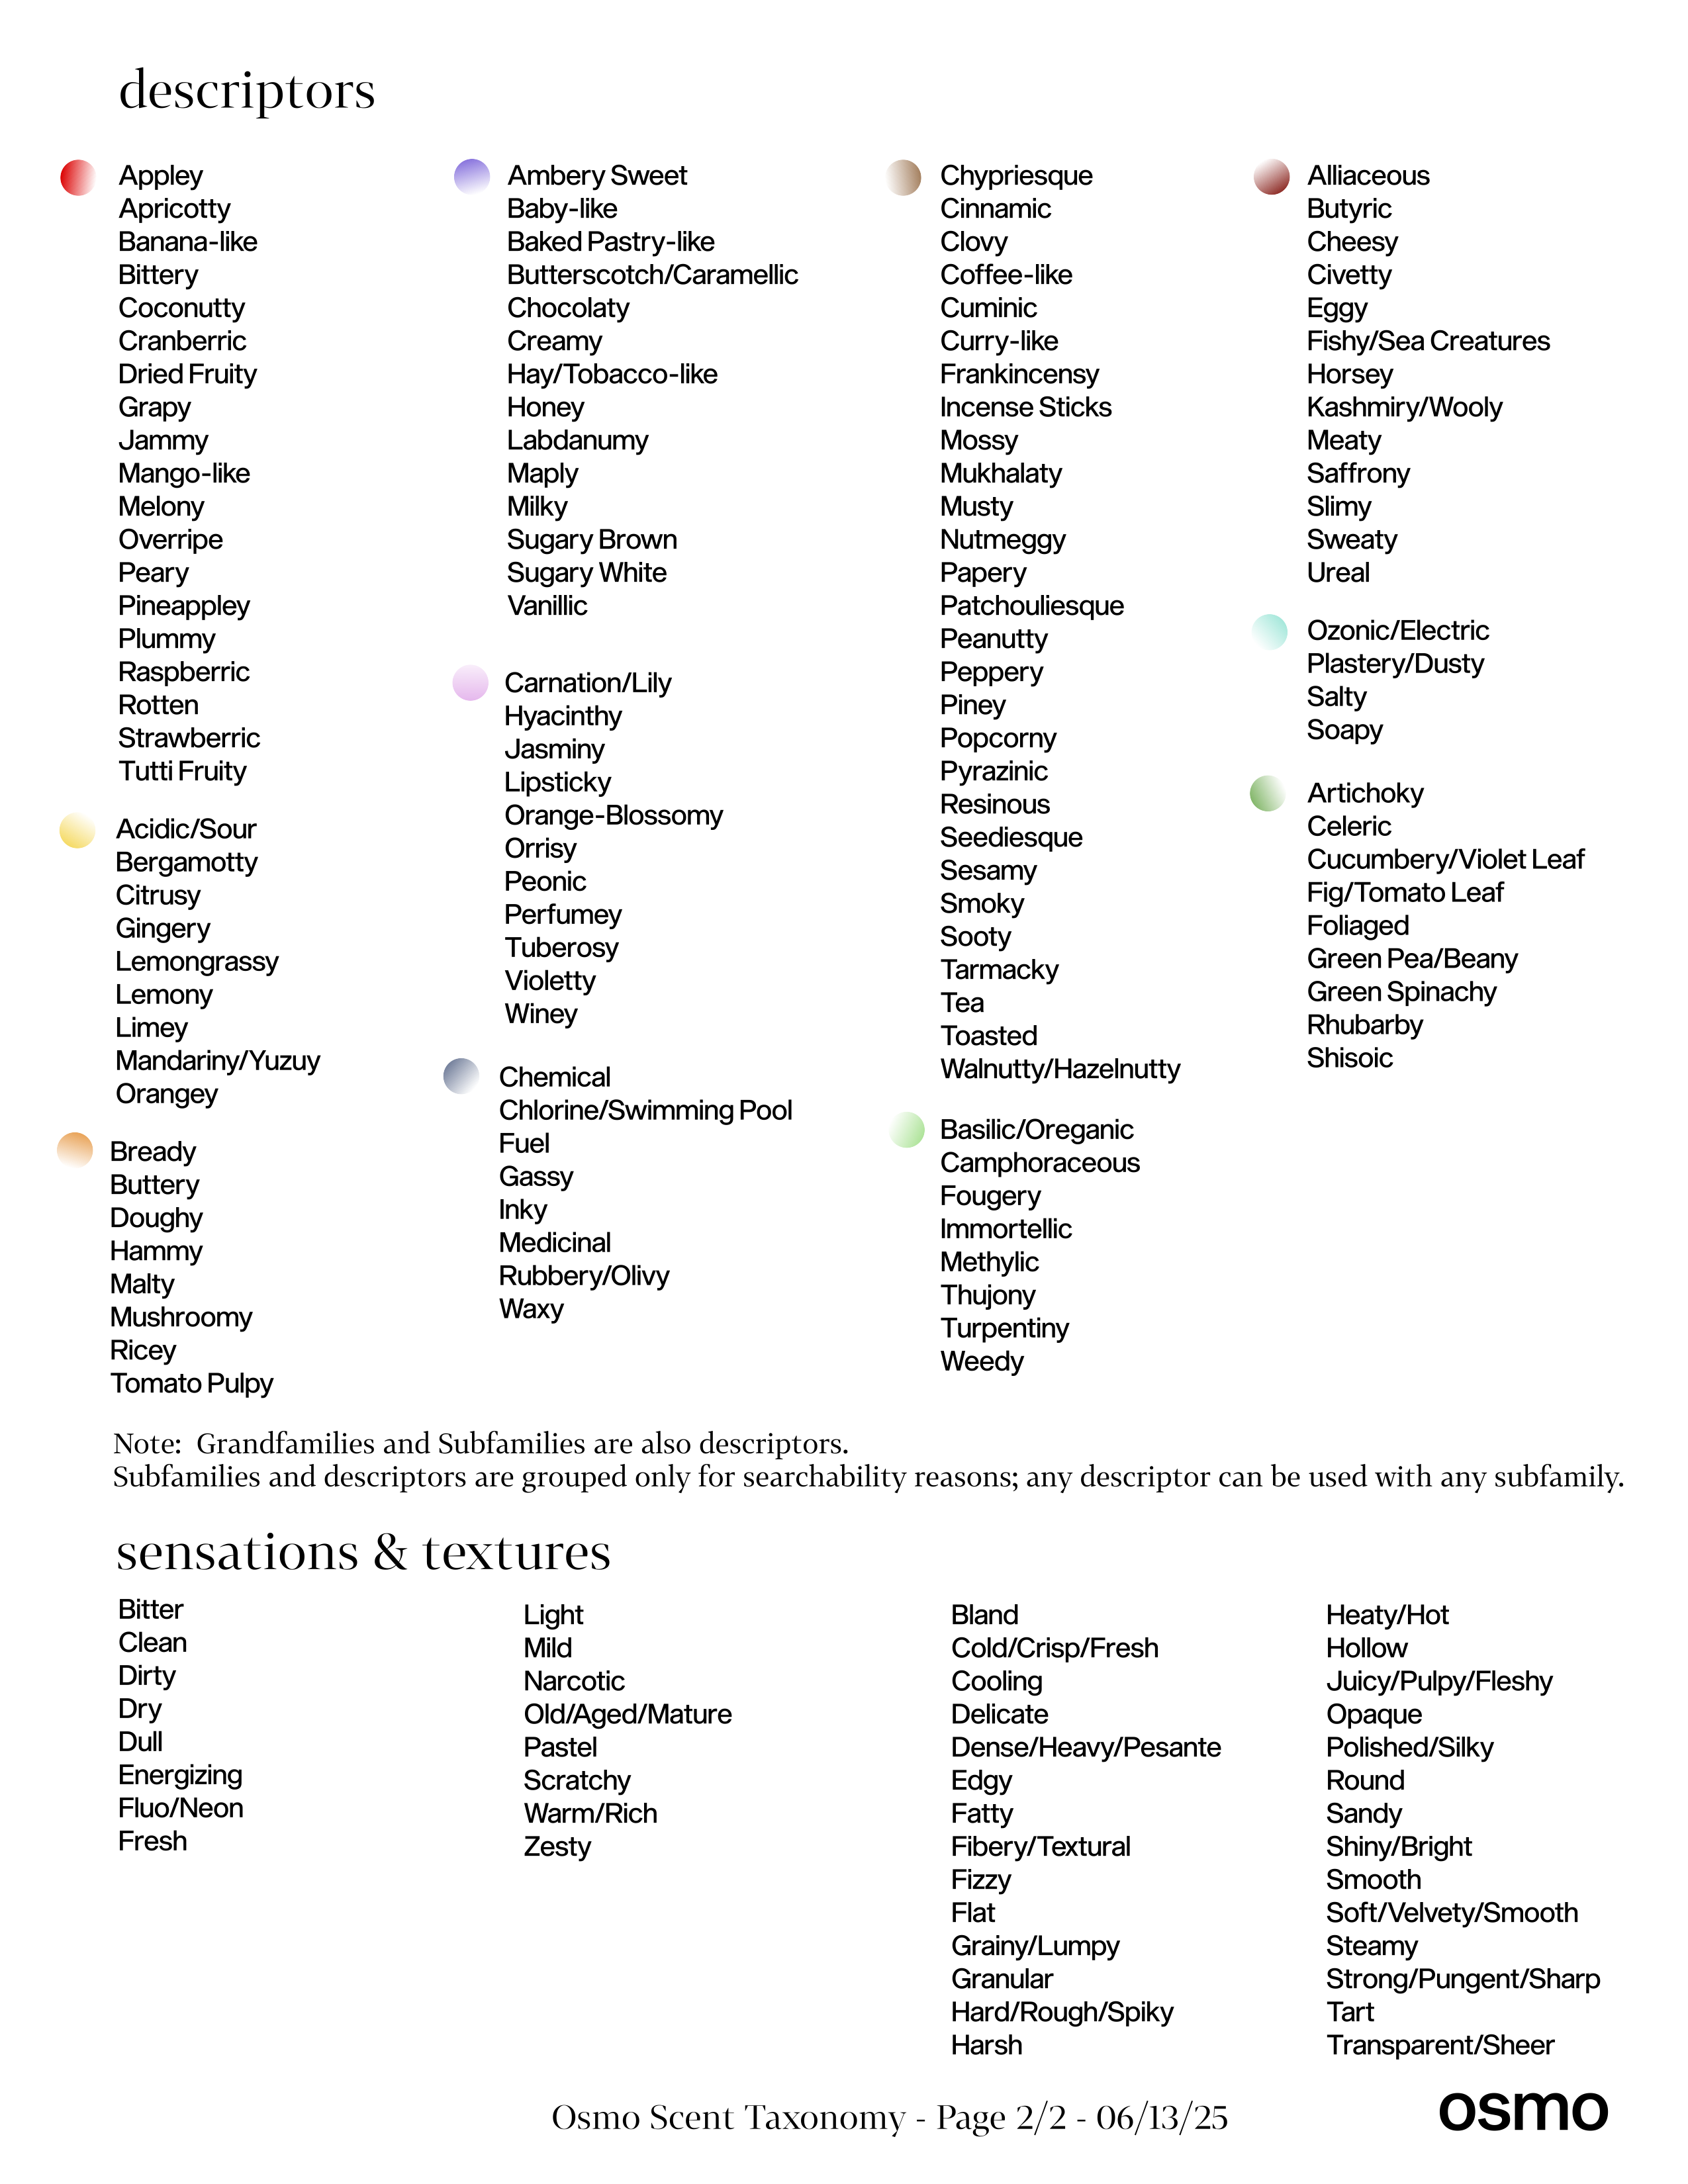 descriptors
Appley
Apricotty
Banana-like
Bittery
Coconutty
Cranberric
Dried Fruity
Grapy
Jammy
Mango-like
Melony
Overripe
Peary
Pineappley
Plummy
Raspberric
Rotten
Strawberric
Tutti Fruity
Acidic/Sour
Bergamotty
Citrusy
Gingery
Lemongrassy
Lemony
Limey
Mandariny/Yuzuy
Orangey
Bready
Buttery
Doughy
Hammy
Malty
Mushroomy
Ricey
Tomato Pulpy
Ambery Sweet
Baby-like
Baked Pastry-like
Butterscotch/Caramellic
Chocolaty
Creamy
Hay/Tobacco-like
Honey
Labdanumy
Maply
Milky
Sugary Brown
Sugary White
Vanillic
Carnation/Lily
Hyacinthy
Jasminy
Lipsticky
Orange-Blossomy
Orrisy
Peonic
Perfumey
Tuberosy
Violetty
Winey
Chemical
Chlorine/Swimming Pool
Fuel
Gassy
Inky
Medicinal
Rubbery/Olivy
Waxy
Chypriesque
Cinnamic
Clovy
Coffee-like
Cuminic
Curry-like
Frankincensy
Incense Sticks
Mossy
Mukhalaty
Musty
Nutmeggy
Papery
Patchouliesque
Peanutty
Peppery
Piney
Popcorny
Pyrazinic
Resinous
Seediesque
Sesamy
Smoky
Sooty
Tarmacky
Tea
Toasted
Walnutty/Hazelnutty
Basilic/Oreganic
Camphoraceous
Fougery
Immortellic
Methylic
Thujony
Turpentiny
Weedy
Alliaceous
Butyric
Cheesy
Civetty
Eggy
Fishy/Sea Creatures
Horsey
Kashmiry/Wooly
Meaty
Saffrony
Slimy
Sweaty
Ureal
Ozonic/Electric
Plastery/Dusty
Salty
Soapy
Artichoky
Celeric
Cucumbery/Violet Leaf
Fig/Tomato Leaf
Foliaged
Green Pea/Beany
Green Spinachy
Rhubarby
Shisoic
Note:  Grandfamilies and Subfamilies are also descriptors.
Subfamilies and descriptors are grouped only for searchability reasons; any descriptor can be used with any subfamily.
sensations & textures
Bitter
Clean
Dirty
Dry
Dull
Energizing
Fluo/Neon
Fresh
Light
Mild
Narcotic
Old/Aged/Mature
Pastel
Scratchy
Warm/Rich
Zesty
Bland
Cold/Crisp/Fresh
Cooling
Delicate
Dense/Heavy/Pesante
Edgy
Fatty
Fibery/Textural
Fizzy
Flat
Grainy/Lumpy
Granular
Hard/Rough/Spiky
Harsh
Heaty/Hot
Hollow
Juicy/Pulpy/Fleshy
Opaque
Polished/Silky
Round
Sandy
Shiny/Bright
Smooth
Soft/Velvety/Smooth
Steamy
Strong/Pungent/Sharp
Tart
Transparent/Sheer
Osmo Scent Taxonomy - Page 2/2 - 06/13/25
osmo